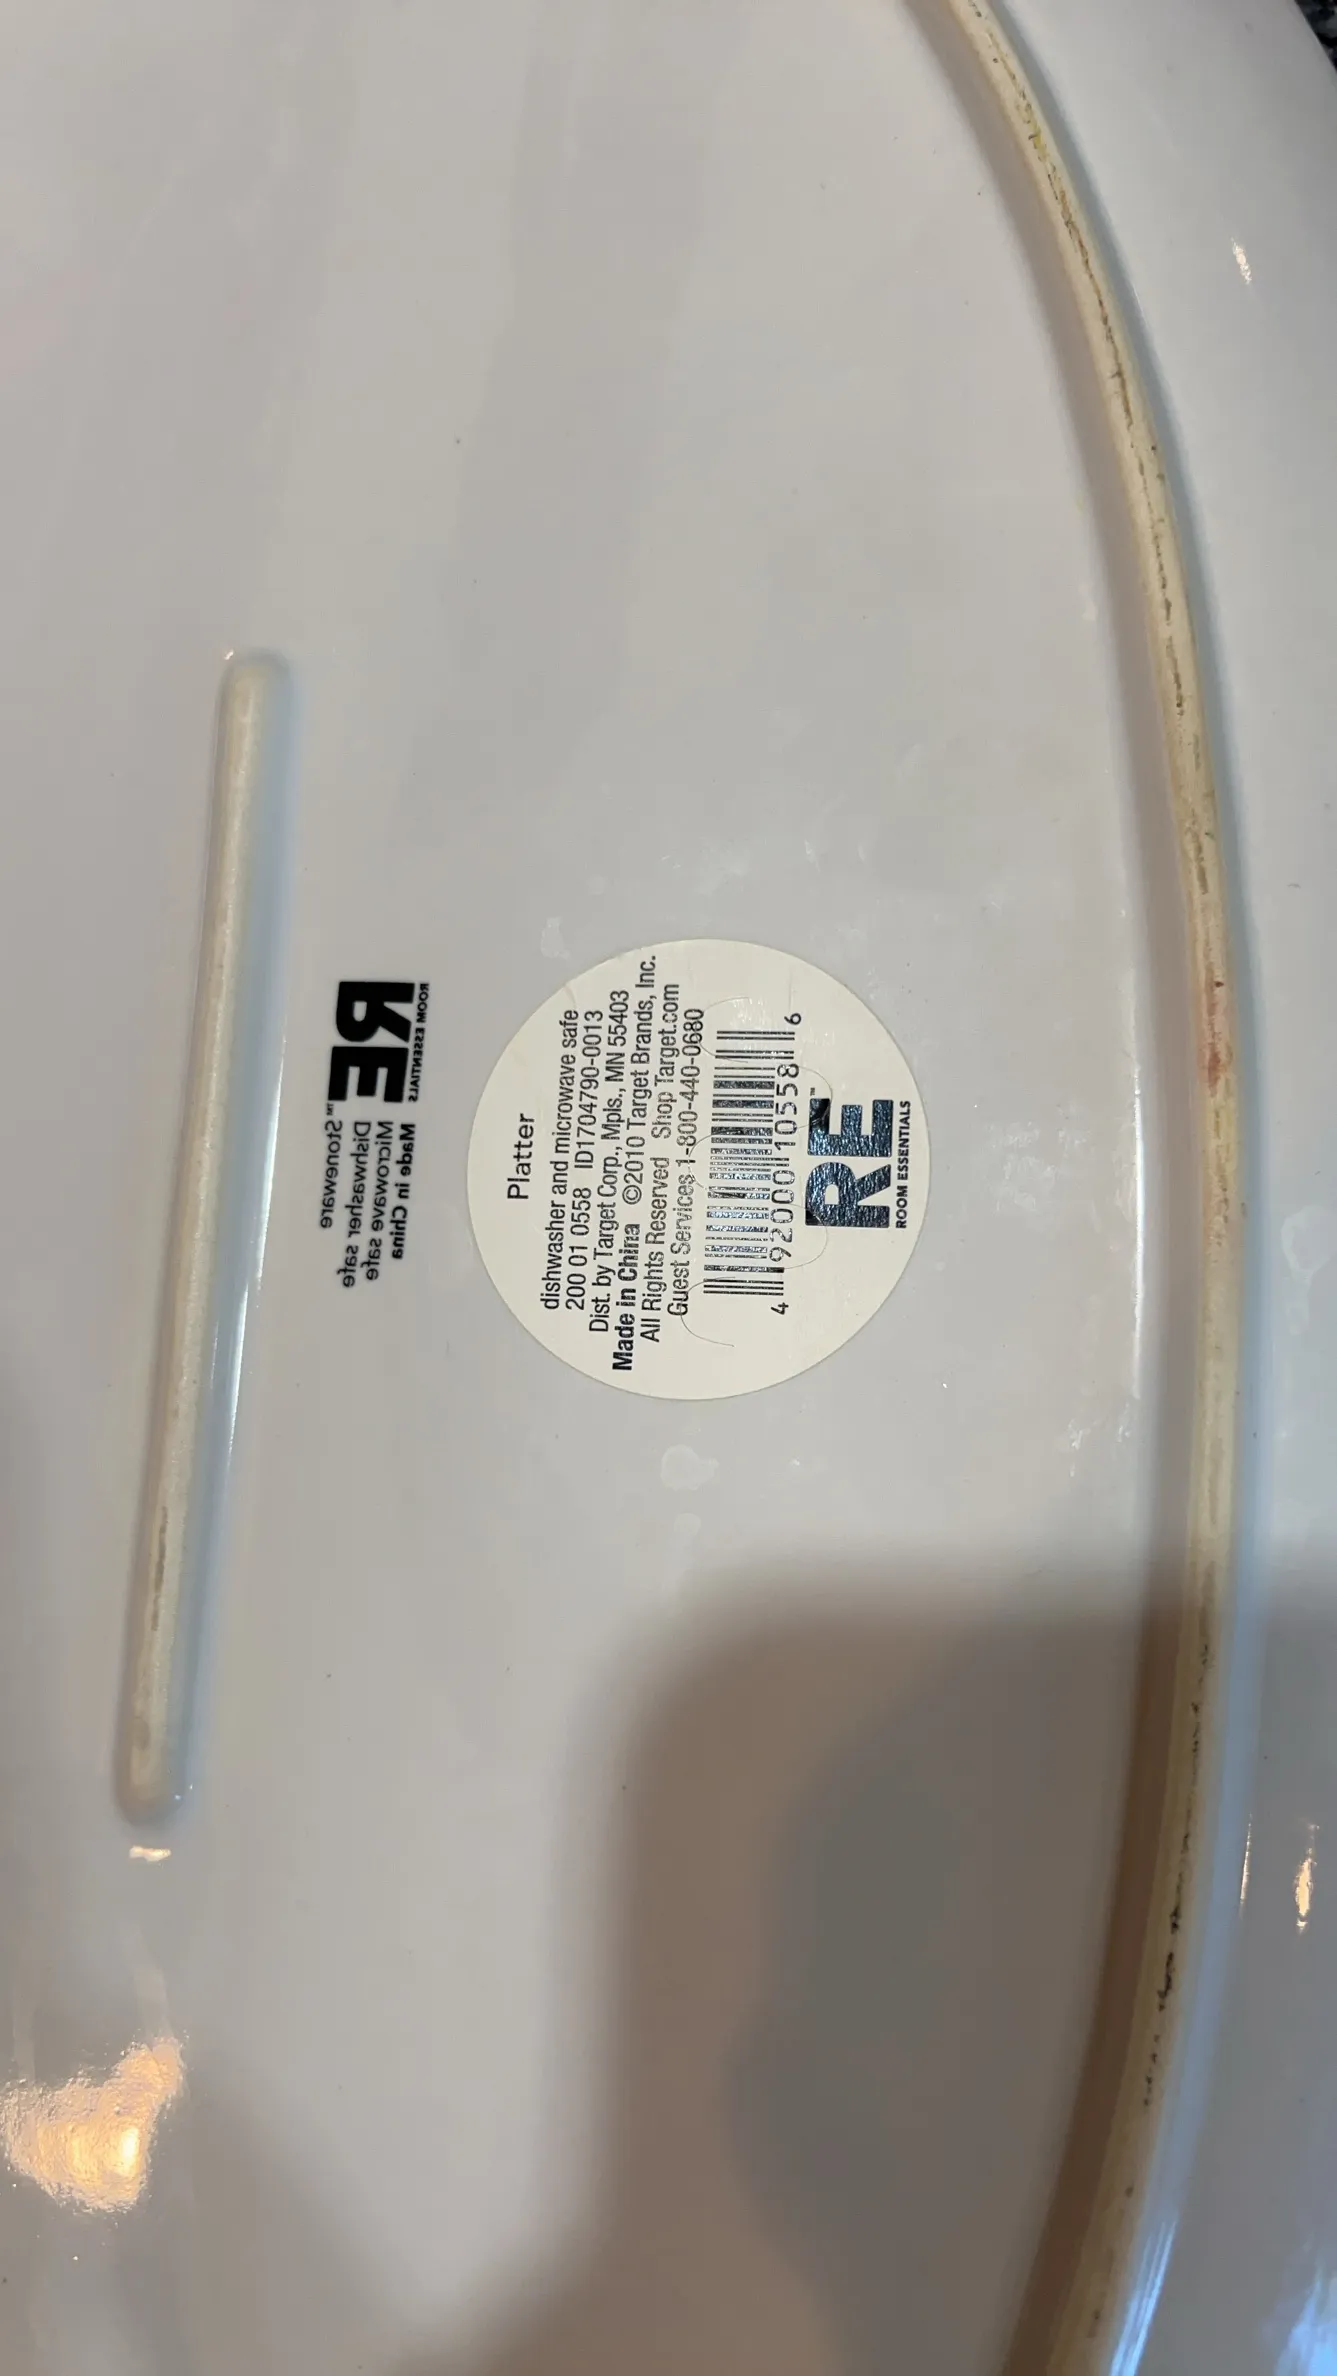 Platter
dishwasher and microwave safe
200 01 0558 ID1704790-0013
Dist. by Target Corp., Mpls., MN 55403
Made in China ©2010 Target Brands, Inc.
All Rights Reserved Shop Target.com
Guest Services 1-800-440-0680
4 92000 10558 6
RE™
ROOM ESSENTIALS
ROOM ESSENTIALS
RE™
Made in China
Microwave safe
Dishwasher safe
Stoneware